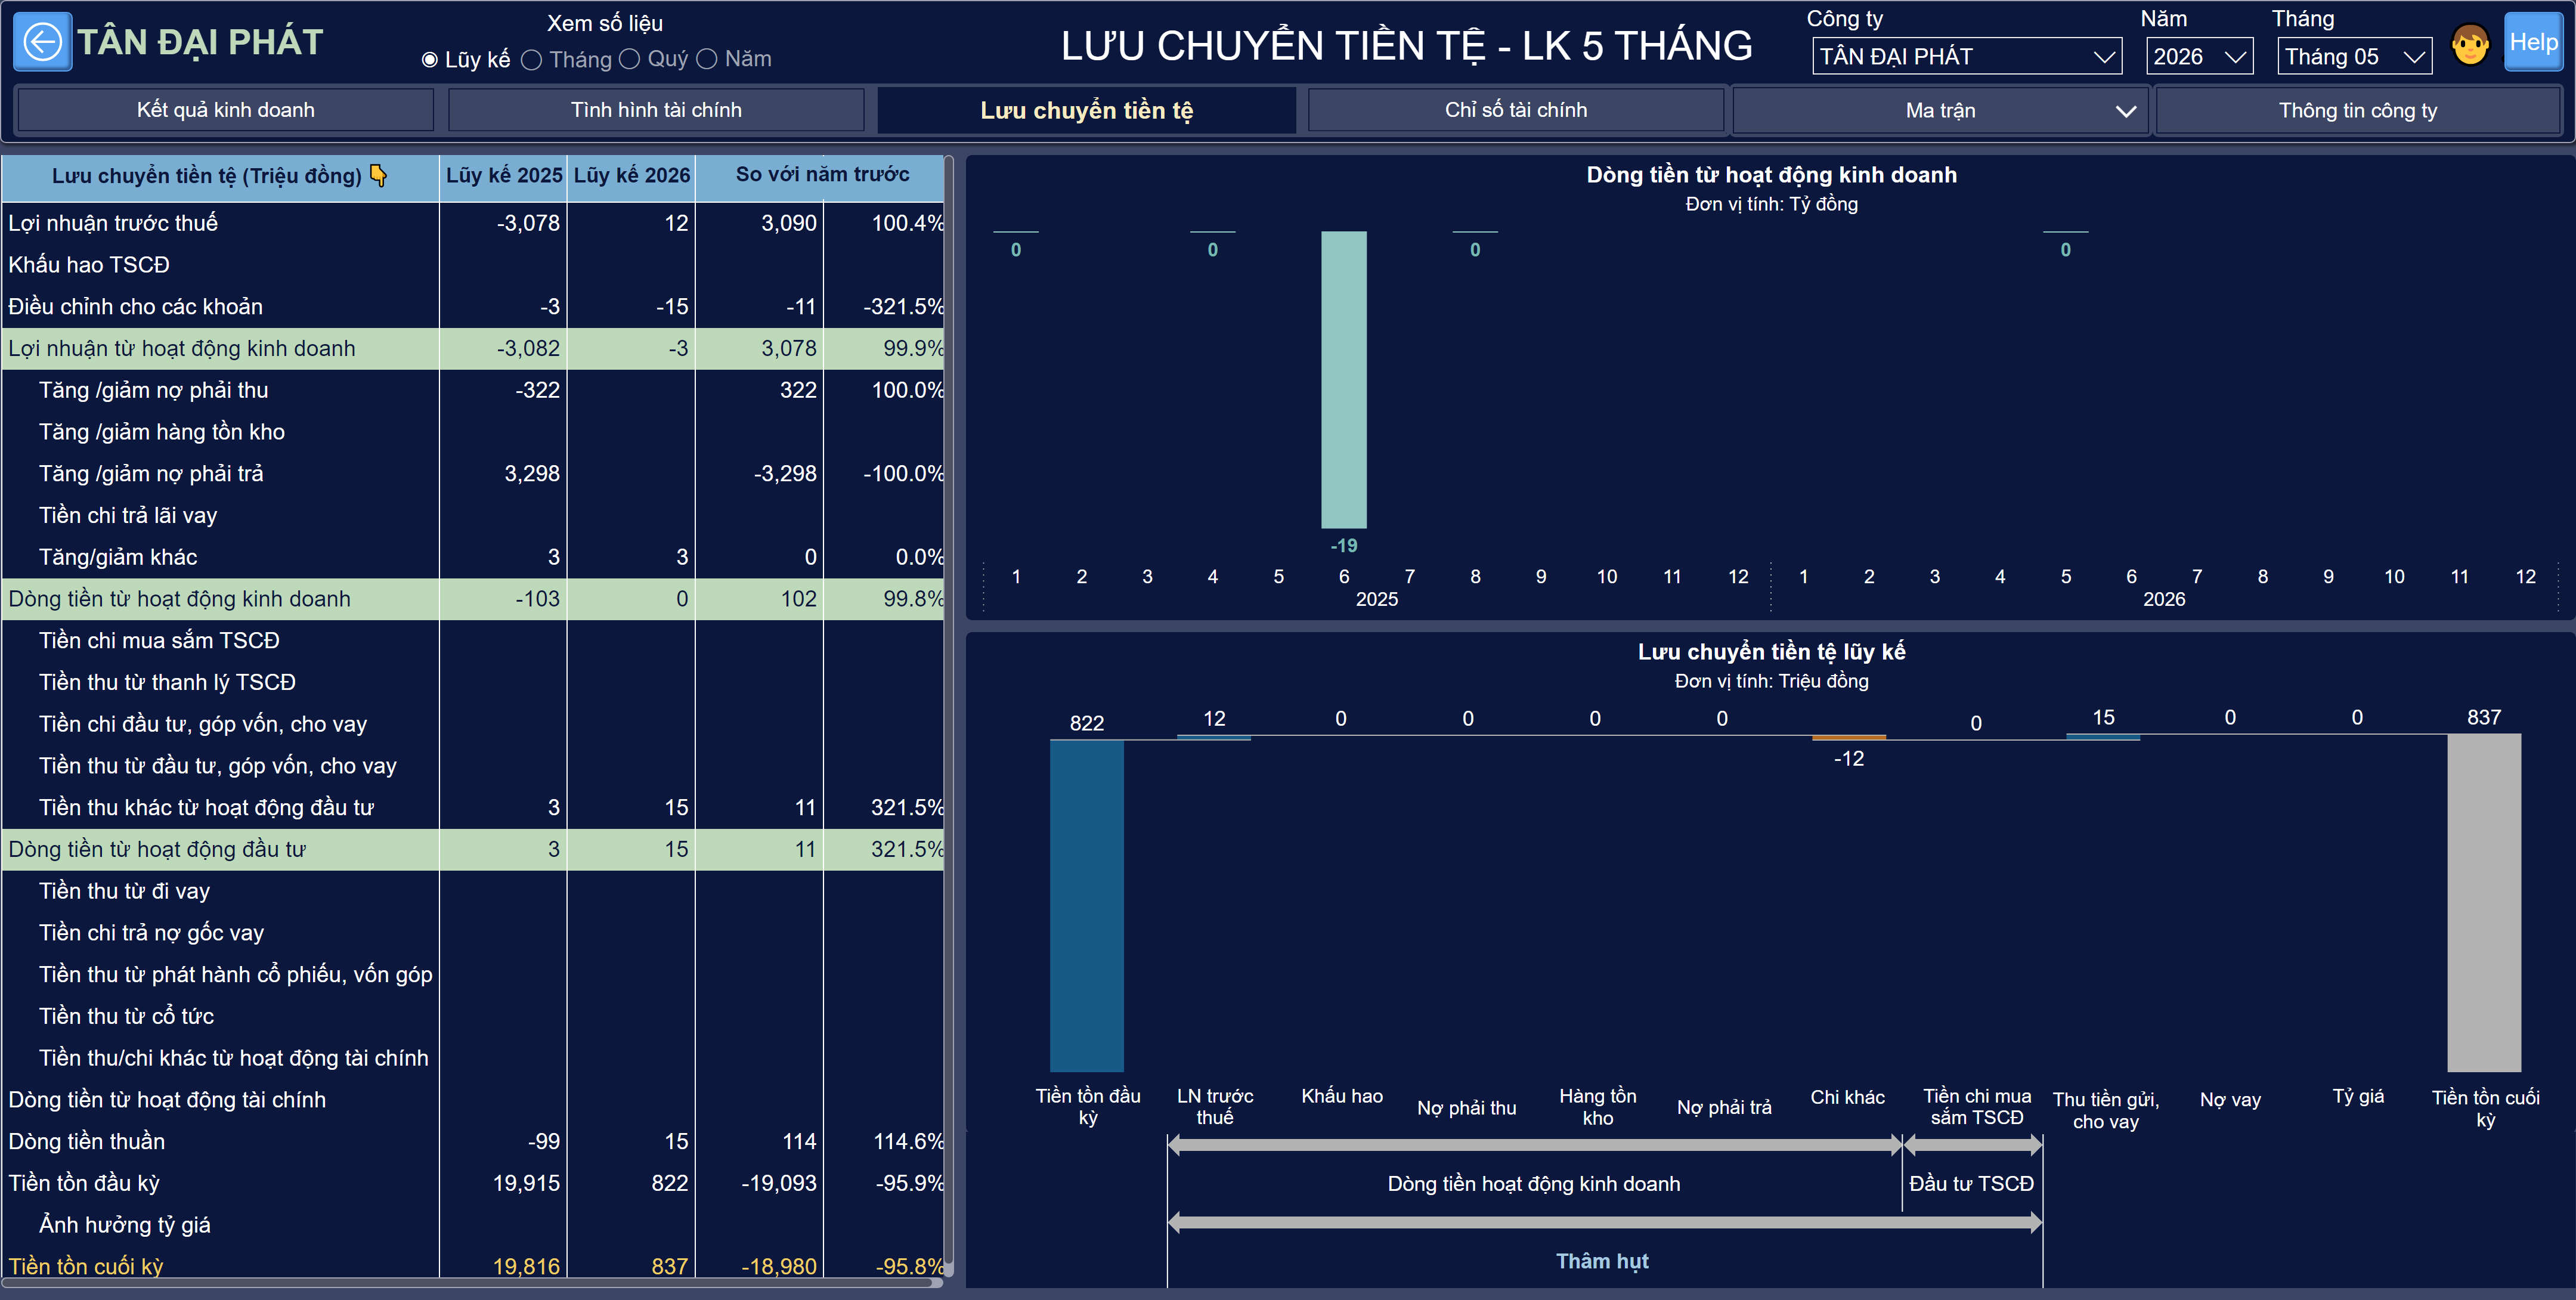 TÂN ĐẠI PHÁT
Xem số liệu
Lũy kế Tháng Quý Năm
LƯU CHUYỂN TIỀN TỆ - LK 5 THÁNG
Công ty Năm Tháng
TÂN ĐẠI PHÁT 2026 Tháng 05
Help
Kết quả kinh doanh Tình hình tài chính Lưu chuyển tiền tệ Chỉ số tài chính Ma trận Thông tin công ty
Lưu chuyển tiền tệ (Triệu đồng) Lũy kế 2025 Lũy kế 2026 So với năm trước
Lợi nhuận trước thuế -3,078 12 3,090 100.4%
Khấu hao TSCĐ
Điều chỉnh cho các khoản -3 -15 -11 -321.5%
Lợi nhuận từ hoạt động kinh doanh -3,082 -3 3,078 99.9%
Tăng /giảm nợ phải thu -322 322 100.0%
Tăng /giảm hàng tồn kho
Tăng /giảm nợ phải trả 3,298 -3,298 -100.0%
Tiền chi trả lãi vay
Tăng/giảm khác 3 3 0 0.0%
Dòng tiền từ hoạt động kinh doanh -103 0 102 99.8%
Tiền chi mua sắm TSCĐ
Tiền thu từ thanh lý TSCĐ
Tiền chi đầu tư, góp vốn, cho vay
Tiền thu từ đầu tư, góp vốn, cho vay
Tiền thu khác từ hoạt động đầu tư 3 15 11 321.5%
Dòng tiền từ hoạt động đầu tư 3 15 11 321.5%
Tiền thu từ đi vay
Tiền chi trả nợ gốc vay
Tiền thu từ phát hành cổ phiếu, vốn góp
Tiền thu từ cổ tức
Tiền thu/chi khác từ hoạt động tài chính
Dòng tiền từ hoạt động tài chính
Dòng tiền thuần -99 15 114 114.6%
Tiền tồn đầu kỳ 19,915 822 -19,093 -95.9%
Ảnh hưởng tỷ giá
Tiền tồn cuối kỳ 19,816 837 -18,980 -95.8%
Dòng tiền từ hoạt động kinh doanh
Đơn vị tính: Tỷ đồng
0 0 0 0
-19
1 2 3 4 5 6 7 8 9 10 11 12 1 2 3 4 5 6 7 8 9 10 11 12
2025 2026
Lưu chuyển tiền tệ lũy kế
Đơn vị tính: Triệu đồng
822 12 0 0 0 0 -12 0 15 0 0 837
Tiền tồn đầu kỳ
LN trước thuế
Khấu hao
Nợ phải thu
Hàng tồn kho
Nợ phải trả
Chi khác
Tiền chi mua sắm TSCĐ
Thu tiền gửi, cho vay
Nợ vay
Tỷ giá
Tiền tồn cuối kỳ
Dòng tiền hoạt động kinh doanh Đầu tư TSCĐ
Thâm hụt